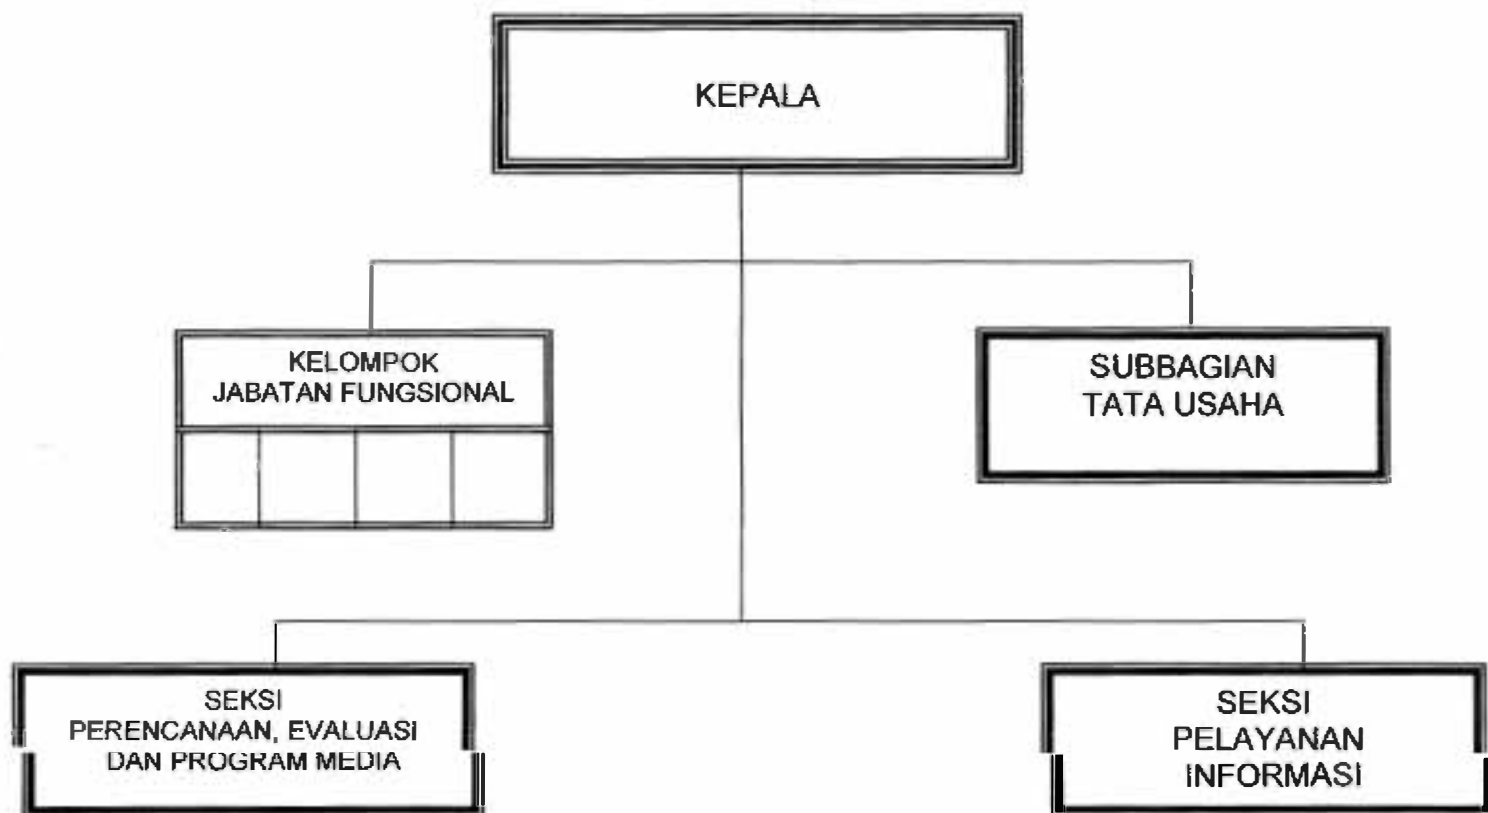 KEPALA
KELOMPOK
JABATAN FUNGSIONAL
SUBBAGIAN
TATA USAHA
SEKSI
PERENCANAAN, EVALUASI
DAN PROGRAM MEDIA
SEKSI
PELAYANAN
INFORMASI